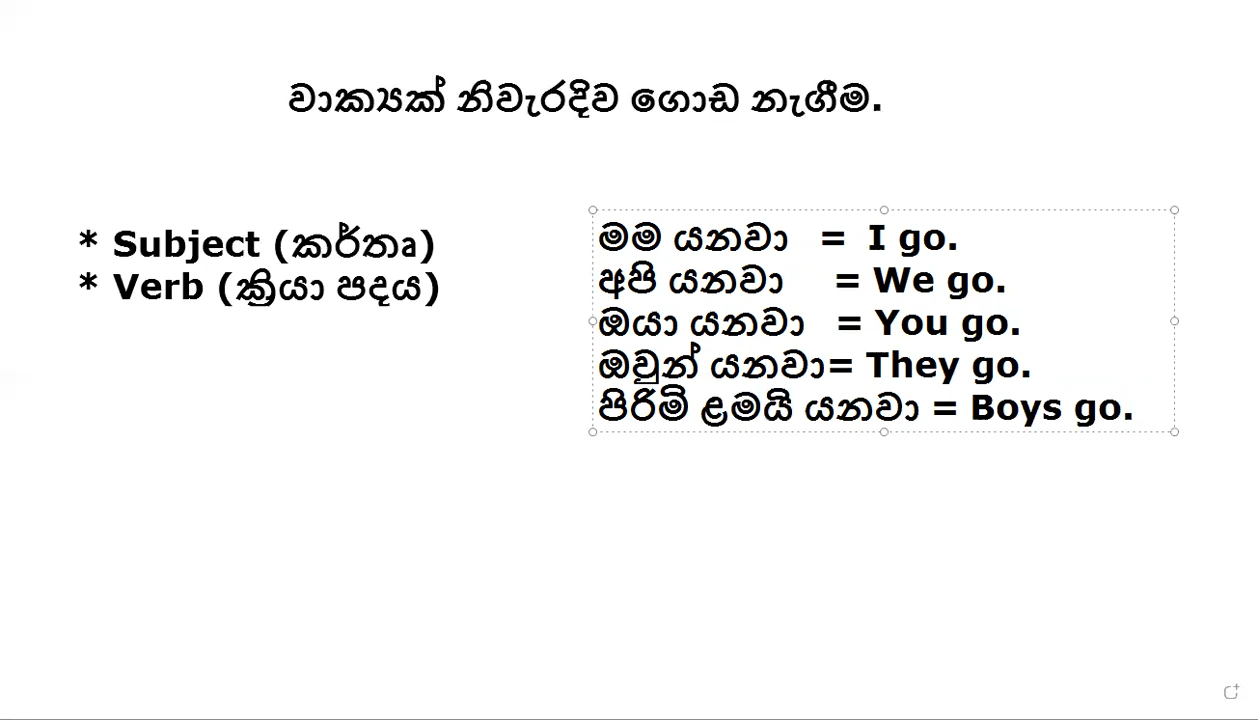 වාක්‍යක් නිවැරදිව ගොඩ නැගීම.
* Subject (කර්තෘ)
* Verb (ක්‍රියා පදය)
මම යනවා = I go.
අපි යනවා = We go.
ඔයා යනවා = You go.
ඔවුන් යනවා= They go.
පිරිමි ළමයි යනවා = Boys go.